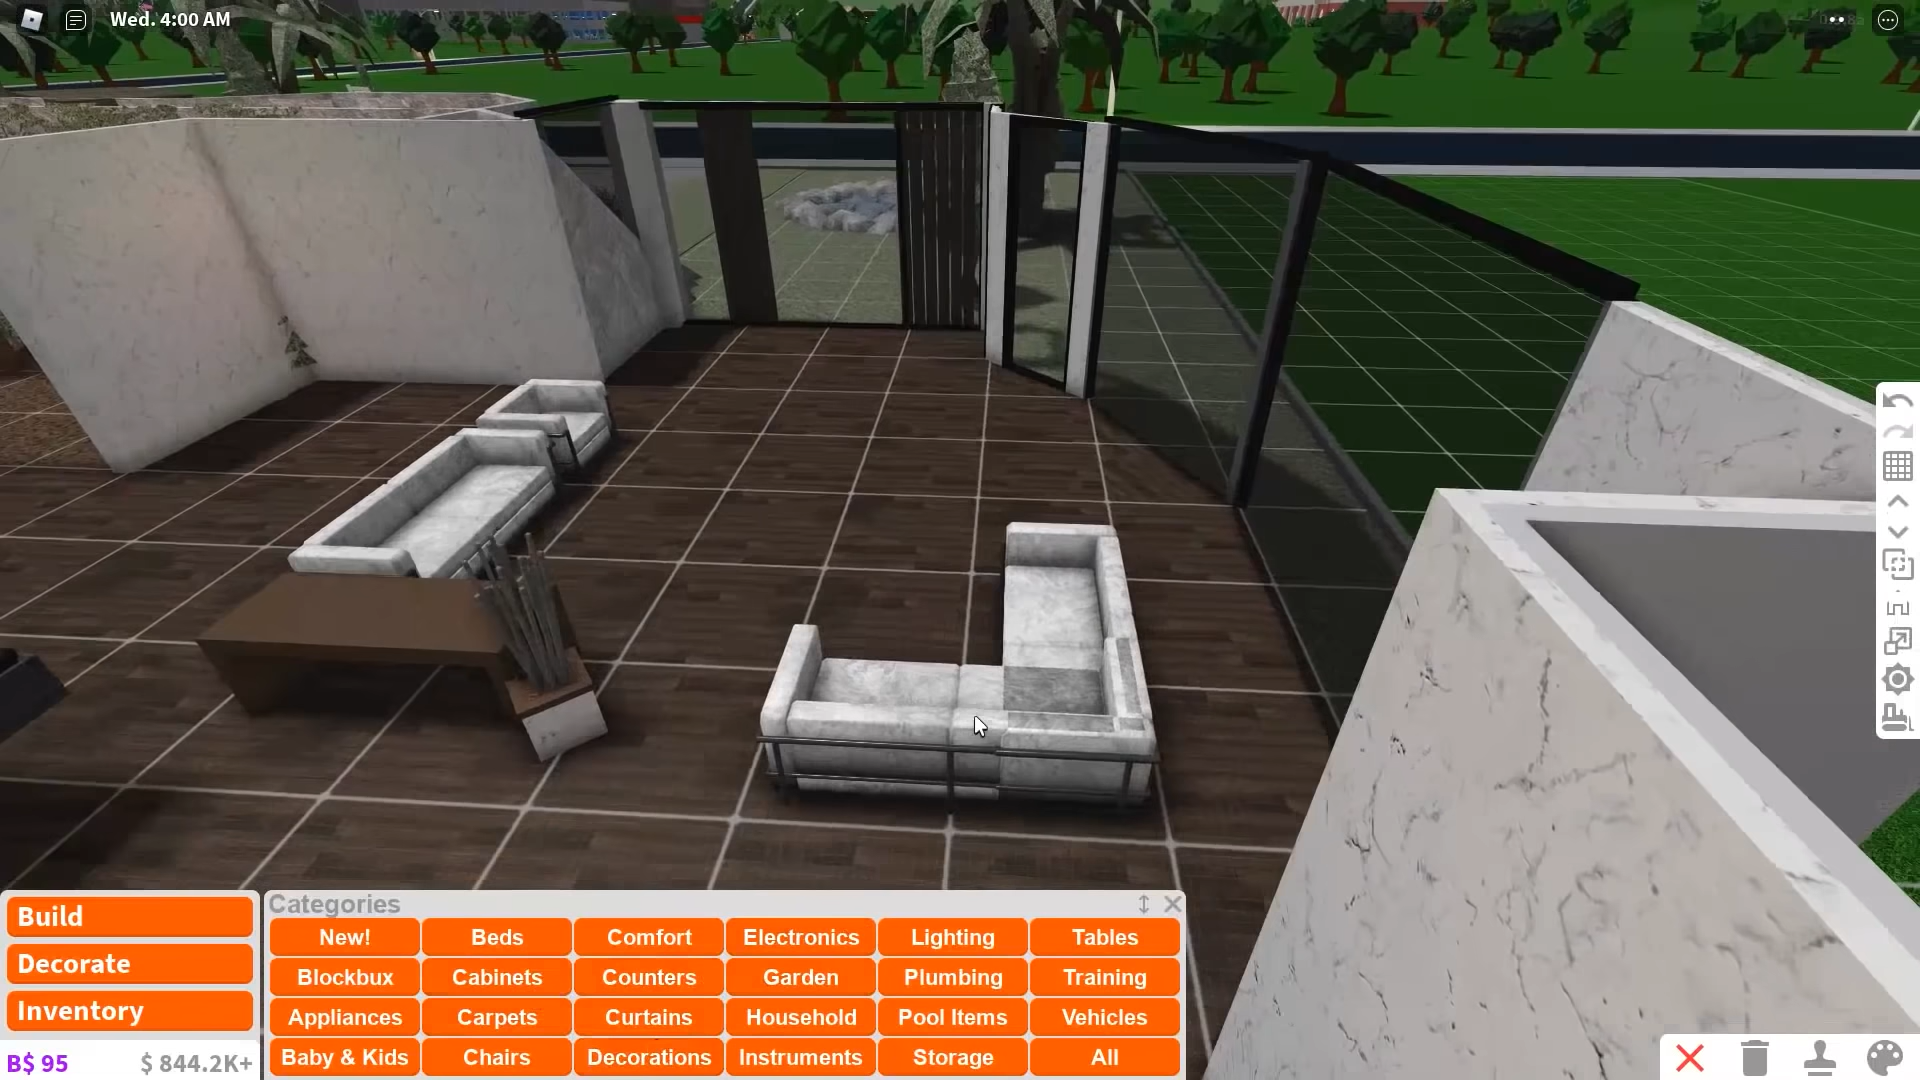 Wed. 4:00 AM
Categories
Build
Decorate
Inventory
New! Beds Comfort Electronics Lighting Tables
Blockbux Cabinets Counters Garden Plumbing Training
Appliances Carpets Curtains Household Pool Items Vehicles
Baby & Kids Chairs Decorations Instruments Storage All
B$ 95 $ 844.2K+